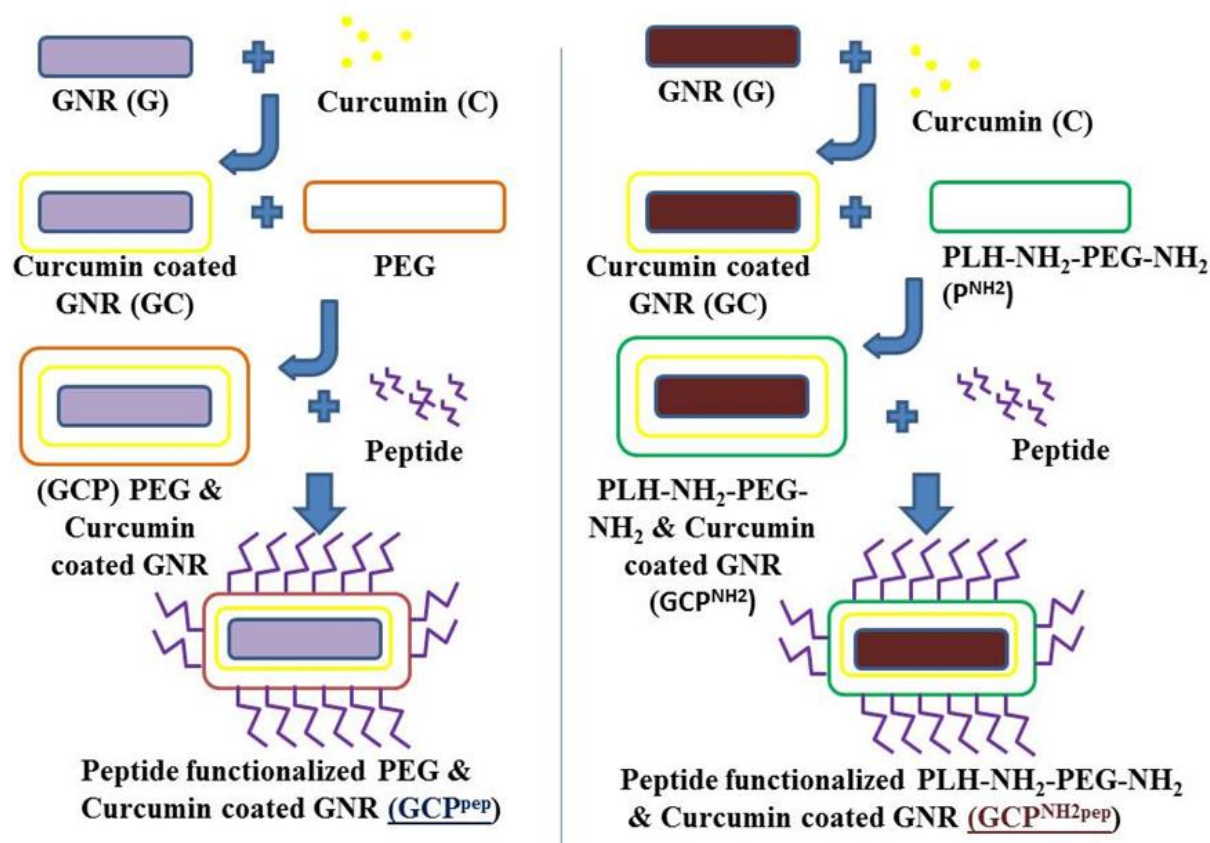 GNR (G)
Curcumin (C)
Curcumin coated
GNR (GC)
PEG
(GCP) PEG &
Curcumin
coated GNR
Peptide
Peptide functionalized PEG &
Curcumin coated GNR (GCPᵖᵉᵖ)
GNR (G)
Curcumin (C)
Curcumin coated
GNR (GC)
PLH-NH₂-PEG-NH₂
(Pᴺᴴ²)
PLH-NH₂-PEG-
NH₂ & Curcumin
coated GNR
(GCPᴺᴴ²)
Peptide
Peptide functionalized PLH-NH₂-PEG-NH₂
& Curcumin coated GNR (GCPᴺᴴ²ᵖᵉᵖ)